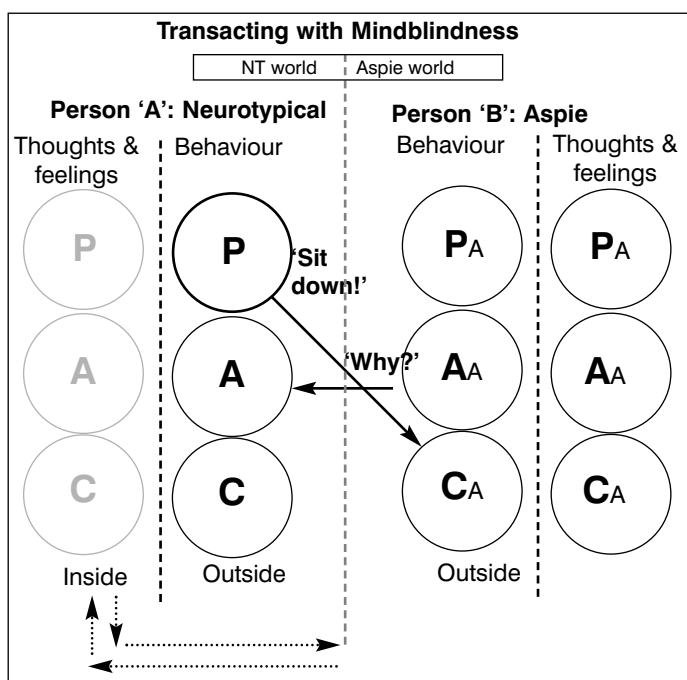 Transacting with Mindblindness
NT world Aspie world
Person ‘A’: Neurotypical
Person ‘B’: Aspie
Thoughts &
feelings
Behaviour
Behaviour
Thoughts &
feelings
P
P
PA
PA
‘Sit
down!’
‘Why?’
A
A
AA
AA
C
C
CA
CA
Inside
Outside
Outside